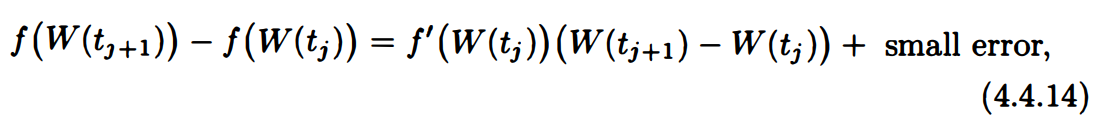 f(W(t_{j+1})) − f(W(t_j)) = f′(W(t_j))(W(t_{j+1}) − W(t_j)) + small error,
(4.4.14)